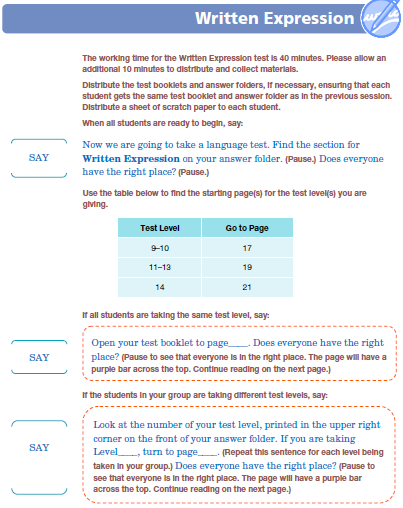 Written Expression
The working time for the Written Expression test is 40 minutes. Please allow an
additional 10 minutes to distribute and collect materials.
Distribute the test booklets and answer folders, if necessary, ensuring that each
student gets the same test booklet and answer folder as in the previous session.
Distribute a sheet of scratch paper to each student.
When all students are ready to begin, say:
SAY
Now we are going to take a language test. Find the section for
Written Expression on your answer folder. (Pause.) Does everyone
have the right place? (Pause.)
Use the table below to find the starting page(s) for the test level(s) you are
giving.
Test Level Go to Page
9–10 17
11–13 19
14 21
If all students are taking the same test level, say:
SAY
Open your test booklet to page____. Does everyone have the right
place? (Pause to see that everyone is in the right place. The page will have a
purple bar across the top. Continue reading on the next page.)
If the students in your group are taking different test levels, say:
SAY
Look at the number of your test level, printed in the upper right
corner on the front of your answer folder. If you are taking
Level____, turn to page____. (Repeat this sentence for each level being
taken in your group.) Does everyone have the right place? (Pause to
see that everyone is in the right place. The page will have a purple bar
across the top. Continue reading on the next page.)